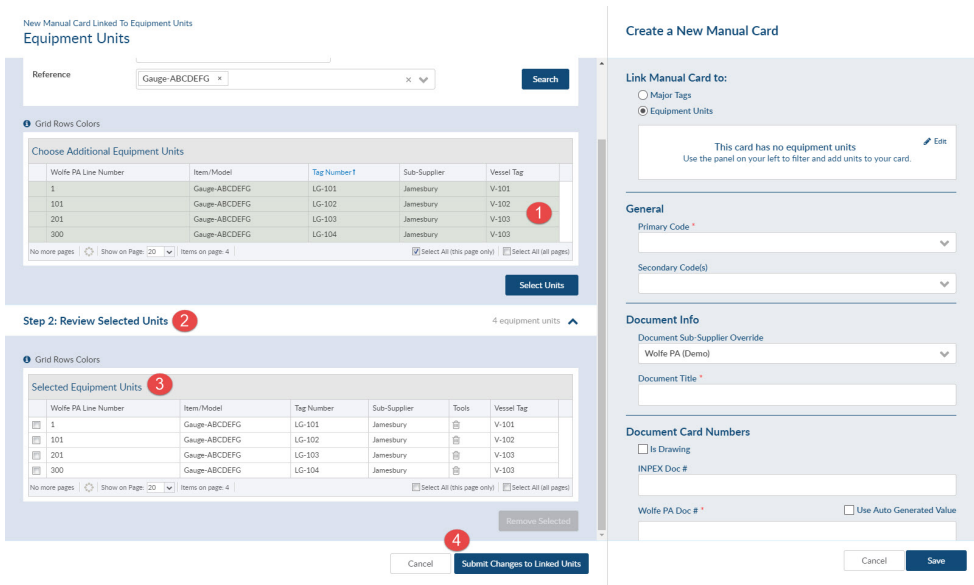 New Manual Card Linked To Equipment Units
Equipment Units
Reference
Gauge-ABCDEFG ×
Search
Grid Rows Colors
Choose Additional Equipment Units
Wolfe PA Line Number Item/Model Tag Number↑ Sub-Supplier Vessel Tag
1 Gauge-ABCDEFG LG-101 Jamesbury V-101
101 Gauge-ABCDEFG LG-102 Jamesbury V-102
201 Gauge-ABCDEFG LG-103 Jamesbury V-103
300 Gauge-ABCDEFG LG-104 Jamesbury V-103
1
No more pages Show on Page: 20 Items on page: 4 Select All (this page only) Select All (all pages)
Select Units
Step 2: Review Selected Units 2 4 equipment units
Grid Rows Colors
Selected Equipment Units 3
Wolfe PA Line Number Item/Model Tag Number Sub-Supplier Tools Vessel Tag
1 Gauge-ABCDEFG LG-101 Jamesbury V-101
101 Gauge-ABCDEFG LG-102 Jamesbury V-102
201 Gauge-ABCDEFG LG-103 Jamesbury V-103
300 Gauge-ABCDEFG LG-104 Jamesbury V-103
No more pages Show on Page: 20 Items on page: 4 Select All (this page only) Select All (all pages)
Remove Selected
4
Cancel Submit Changes to Linked Units
Create a New Manual Card
Link Manual Card to:
Major Tags
Equipment Units
Edit
This card has no equipment units
Use the panel on your left to filter and add units to your card.
General
Primary Code *
Secondary Code(s)
Document Info
Document Sub-Supplier Override
Wolfe PA (Demo)
Document Title *
Document Card Numbers
Is Drawing
INPEX Doc #
Wolfe PA Doc # * Use Auto Generated Value
Cancel Save